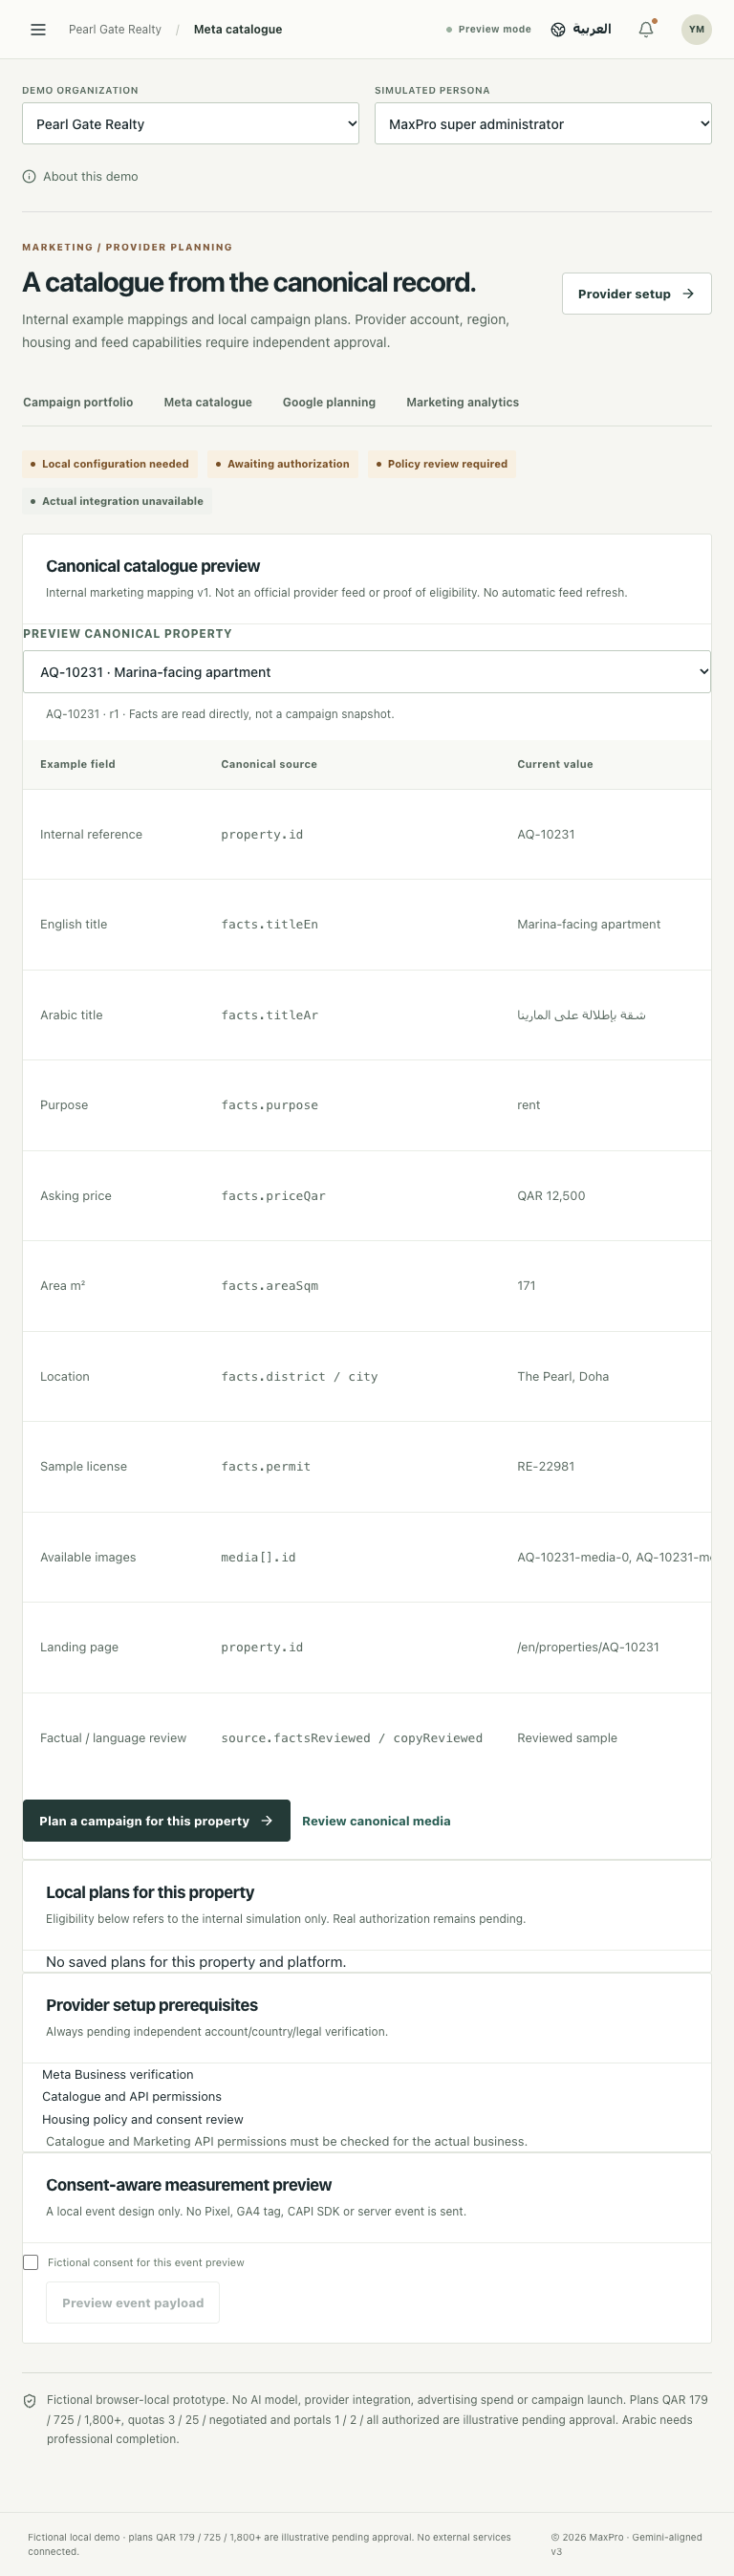 Pearl Gate Realty / Meta catalogue
Preview mode
العربية
YM
DEMO ORGANIZATION
Pearl Gate Realty
SIMULATED PERSONA
MaxPro super administrator
About this demo
MARKETING / PROVIDER PLANNING
A catalogue from the canonical record.
Internal example mappings and local campaign plans. Provider account, region,
housing and feed capabilities require independent approval.
Provider setup
Campaign portfolio Meta catalogue Google planning Marketing analytics
Local configuration needed Awaiting authorization Policy review required
Actual integration unavailable
Canonical catalogue preview
Internal marketing mapping v1. Not an official provider feed or proof of eligibility. No automatic feed refresh.
PREVIEW CANONICAL PROPERTY
AQ-10231 · Marina-facing apartment
AQ-10231 · r1 · Facts are read directly, not a campaign snapshot.
Example field Canonical source Current value
Internal reference property.id AQ-10231
English title facts.titleEn Marina-facing apartment
Arabic title facts.titleAr شقة بإطلالة على المارينا
Purpose facts.purpose rent
Asking price facts.priceQar QAR 12,500
Area m² facts.areaSqm 171
Location facts.district / city The Pearl, Doha
Sample license facts.permit RE-22981
Available images media[].id AQ-10231-media-0,
Landing page property.id /en/properties/AQ-10231
Factual / language review source.factsReviewed / copyReviewed Reviewed sample
Plan a campaign for this property Review canonical media
Local plans for this property
Eligibility below refers to the internal simulation only. Real authorization remains pending.
No saved plans for this property and platform.
Provider setup prerequisites
Always pending independent account/country/legal verification.
Meta Business verification
Catalogue and API permissions
Housing policy and consent review
Catalogue and Marketing API permissions must be checked for the actual business.
Consent-aware measurement preview
A local event design only. No Pixel, GA4 tag, CAPI SDK or server event is sent.
Fictional consent for this event preview
Preview event payload
Fictional browser-local prototype. No AI model, provider integration, advertising spend or campaign launch. Plans QAR 179
/ 725 / 1,800+, quotas 3 / 25 / negotiated and portals 1 / 2 / all authorized are illustrative pending approval. Arabic needs
professional completion.
Fictional local demo · plans QAR 179 / 725 / 1,800+ are illustrative pending approval. No external services
connected.
© 2026 MaxPro · Gemini-aligned
v3